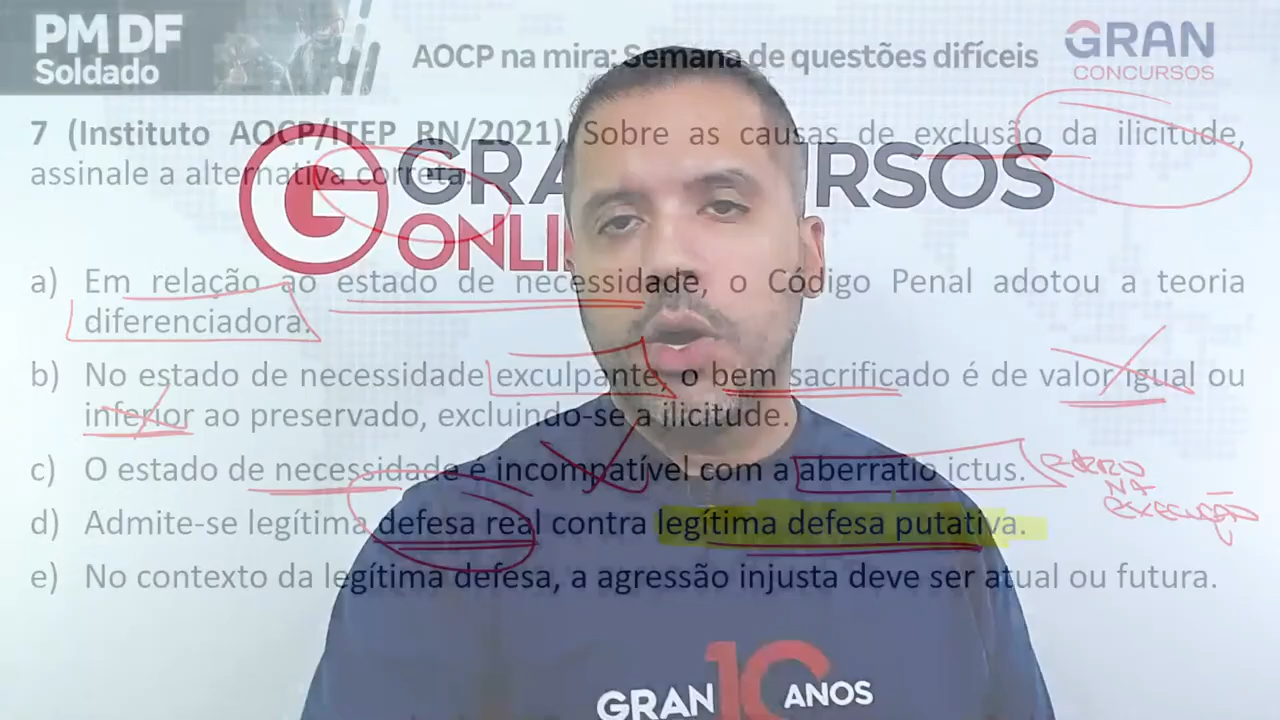 PM DF
Soldado
AOCP na mira: Semana de questões difíceis
GRAN
CONCURSOS
7 (Instituto AOCP/ITEP RN/2021) Sobre as causas de exclusão da ilicitude,
assinale a alternativa correta.
GRA URSOS
ONLI
a) Em relação ao estado de necessidade, o Código Penal adotou a teoria
diferenciadora.
b) No estado de necessidade exculpante, o bem sacrificado é de valor igual ou
inferior ao preservado, excluindo-se a ilicitude.
c) O estado de necessidade é incompatível com a aberratio ictus.
ERRO
NA
EXECUÇÃO
d) Admite-se legítima defesa real contra legítima defesa putativa.
e) No contexto da legítima defesa, a agressão injusta deve ser atual ou futura.
GRAN 10 ANOS